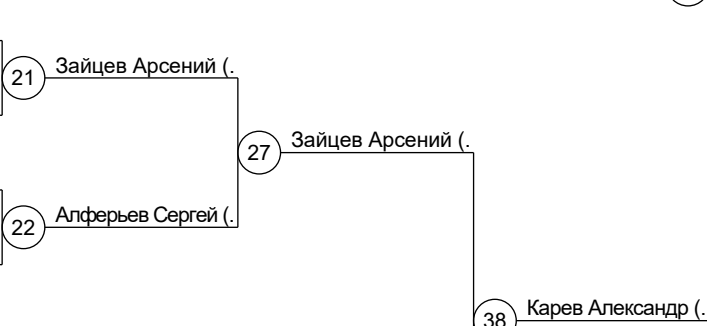 21
Зайцев Арсений (.
27
Зайцев Арсений (.
22
Алферьев Сергей (.
38
Карев Александр (.